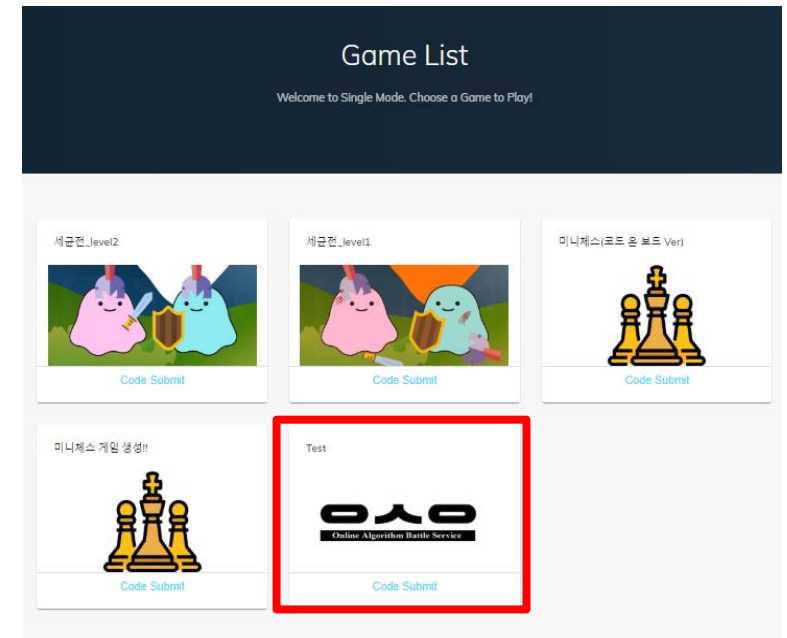 Game List
Welcome to Single Mode. Choose a Game to Play!
세균전_level2
세균전_level1
미니체스(코드 온 보드 Ver)
Code Submit
Code Submit
Code Submit
미니체스 게임 생성!!
Test
ㅇㅅㅇ
Online Algorithm Battle Service
Code Submit
Code Submit